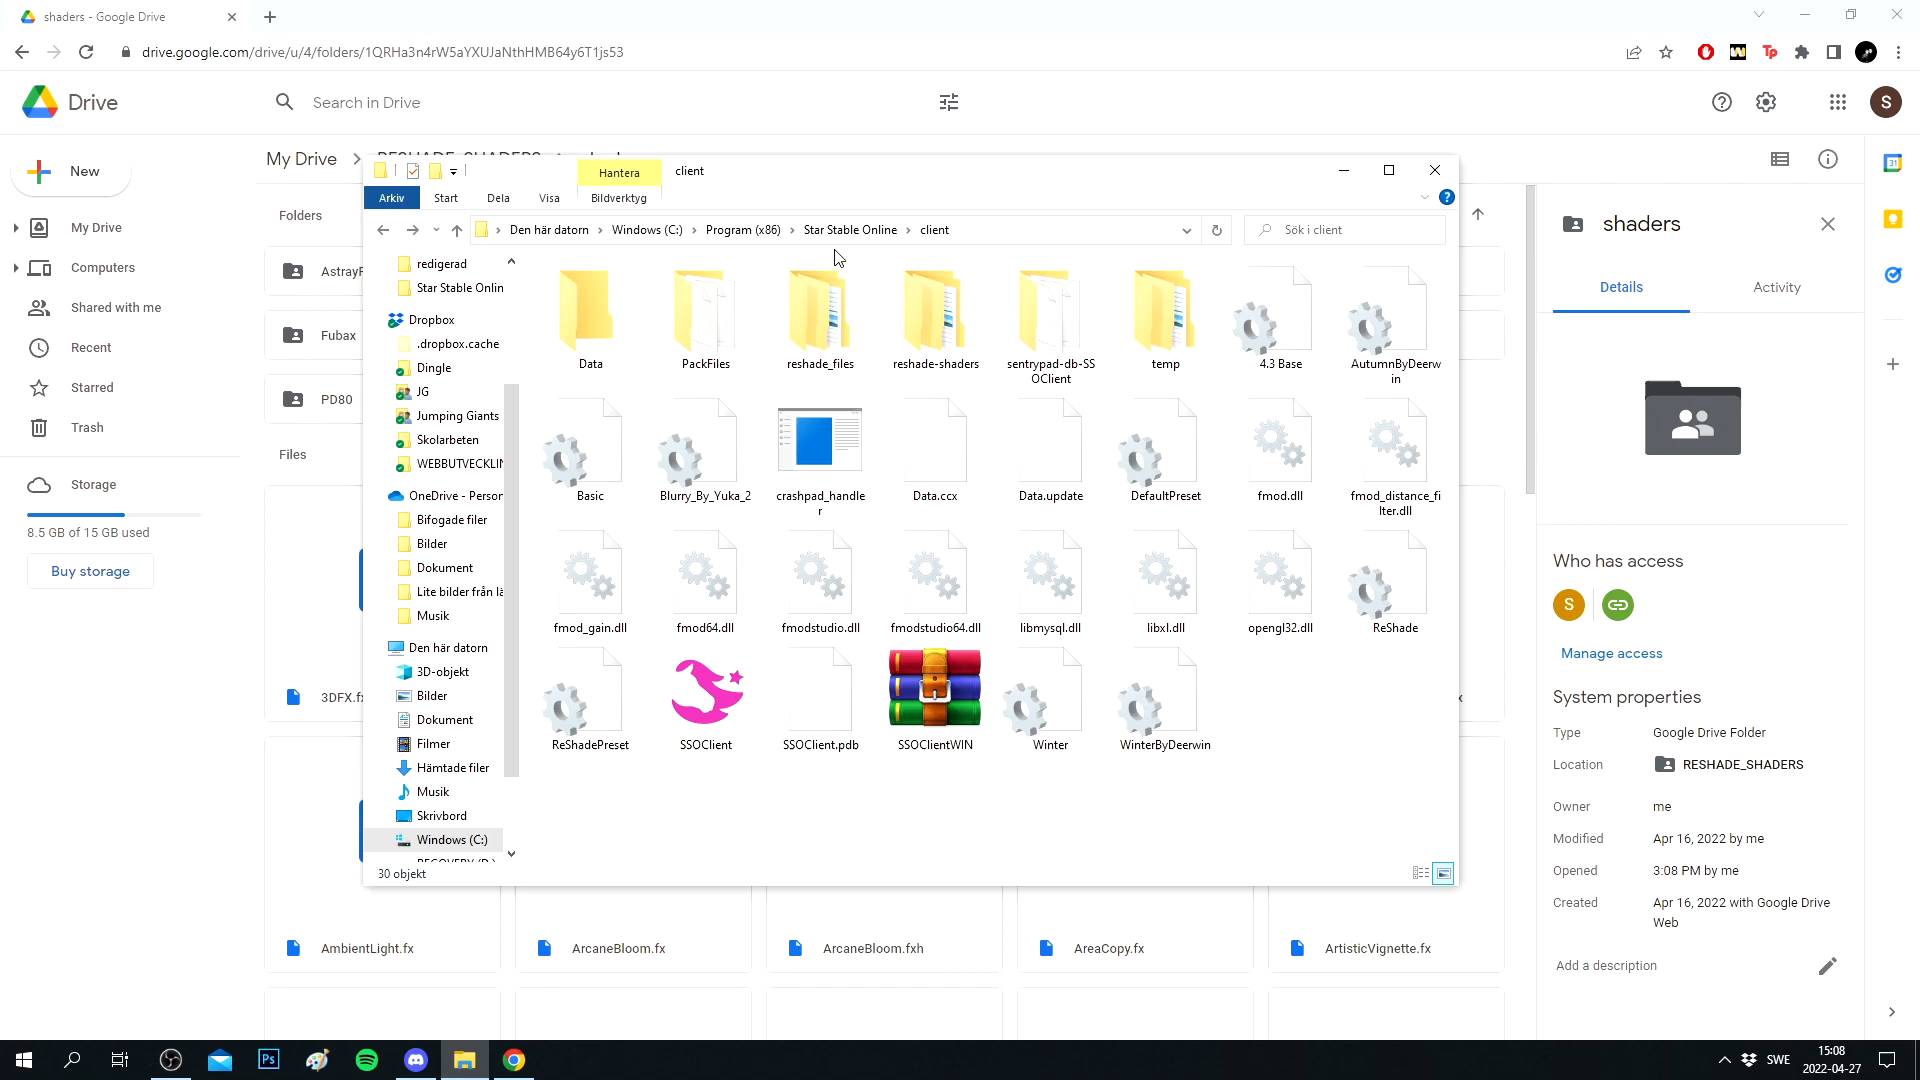 shaders - Google Drive
drive.google.com/drive/u/4/folders/1QRHa3n4rW5aYXUJaNthHMB64y6T1js53
Tp
Drive
Search in Drive
S
New
My Drive
Computers
Shared with me
Recent
Starred
Trash
Storage
8.5 GB of 15 GB used
Buy storage
My Drive
Folders
Fubax
PD80
Files
AmbientLight.fx
ArcaneBloom.fx
ArcaneBloom.fxh
AreaCopy.fx
ArtisticVignette.fx
Hantera
client
Arkiv
Start
Dela
Visa
Bildverktyg
Den här datorn
Windows (C:)
Program (x86)
Star Stable Online
client
Sök i client
redigerad
Star Stable Onlin
Dropbox
.dropbox.cache
Dingle
JG
Jumping Giants
Skolarbeten
WEBBUTVECKLIN
OneDrive - Person
Bifogade filer
Bilder
Dokument
Lite bilder från lä
Musik
Den här datorn
3D-objekt
Bilder
Dokument
Filmer
Hämtade filer
Musik
Skrivbord
Windows (C:)
Data
PackFiles
reshade_files
reshade-shaders
sentrypad-db-SS
OClient
temp
4.3 Base
AutumnByDeerw
in
Basic
Blurry_By_Yuka_2
crashpad_handle
r
Data.ccx
Data.update
DefaultPreset
fmod.dll
fmod_distance_fi
lter.dll
fmod_gain.dll
fmod64.dll
fmodstudio.dll
fmodstudio64.dll
libmysql.dll
libxl.dll
opengl32.dll
ReShade
ReShadePreset
SSOClient
SSOClient.pdb
SSOClientWIN
Winter
WinterByDeerwin
30 objekt
shaders
Details
Activity
Who has access
S
Manage access
System properties
Type
Google Drive Folder
Location
RESHADE_SHADERS
Owner
me
Modified
Apr 16, 2022 by me
Opened
3:08 PM by me
Created
Apr 16, 2022 with Google Drive
Web
Add a description
31
Ps
SWE
15:08
2022-04-27